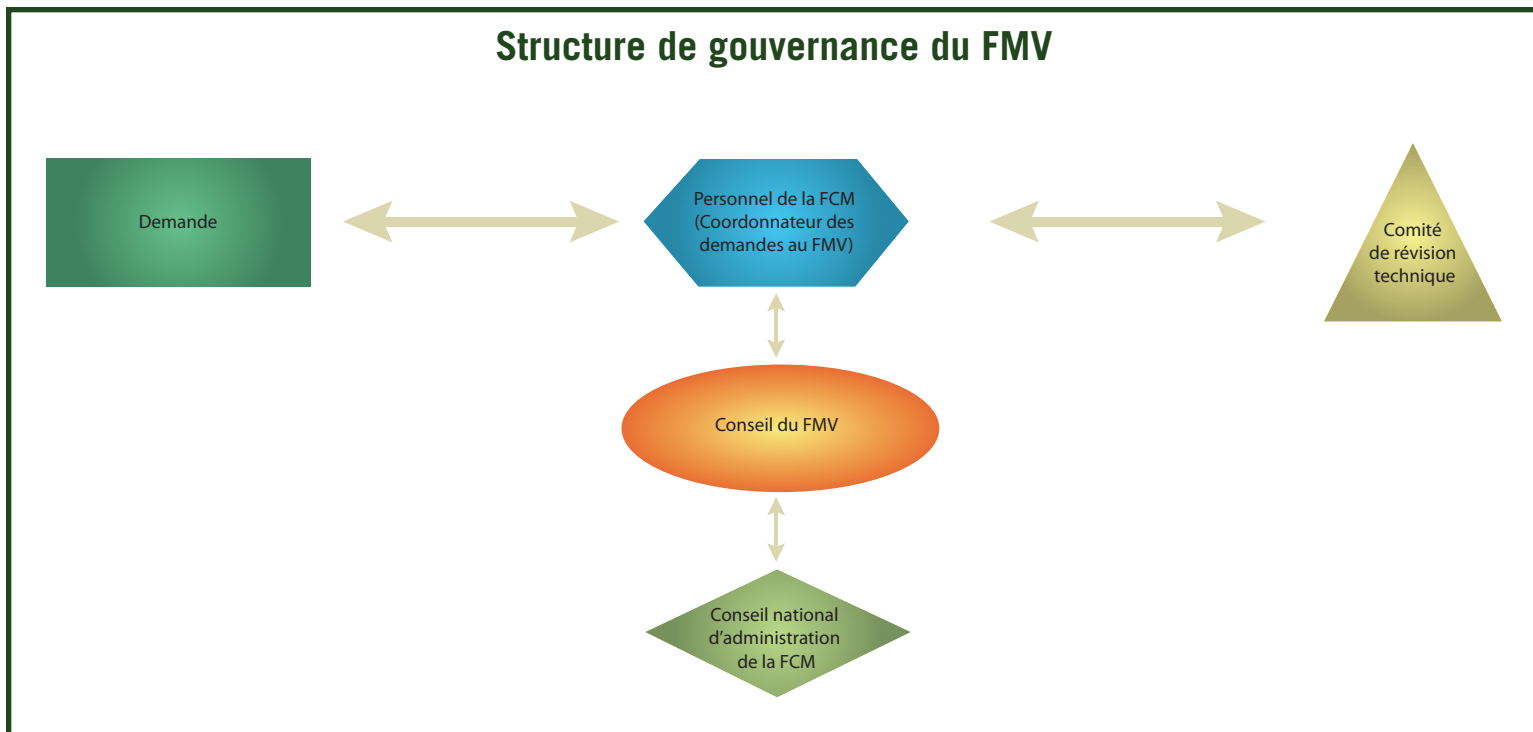 Structure de gouvernance du FMV
Demande
Personnel de la FCM
(Coordonnateur des
demandes au FMV)
Comité
de révision
technique
Conseil du FMV
Conseil national
d'administration
de la FCM